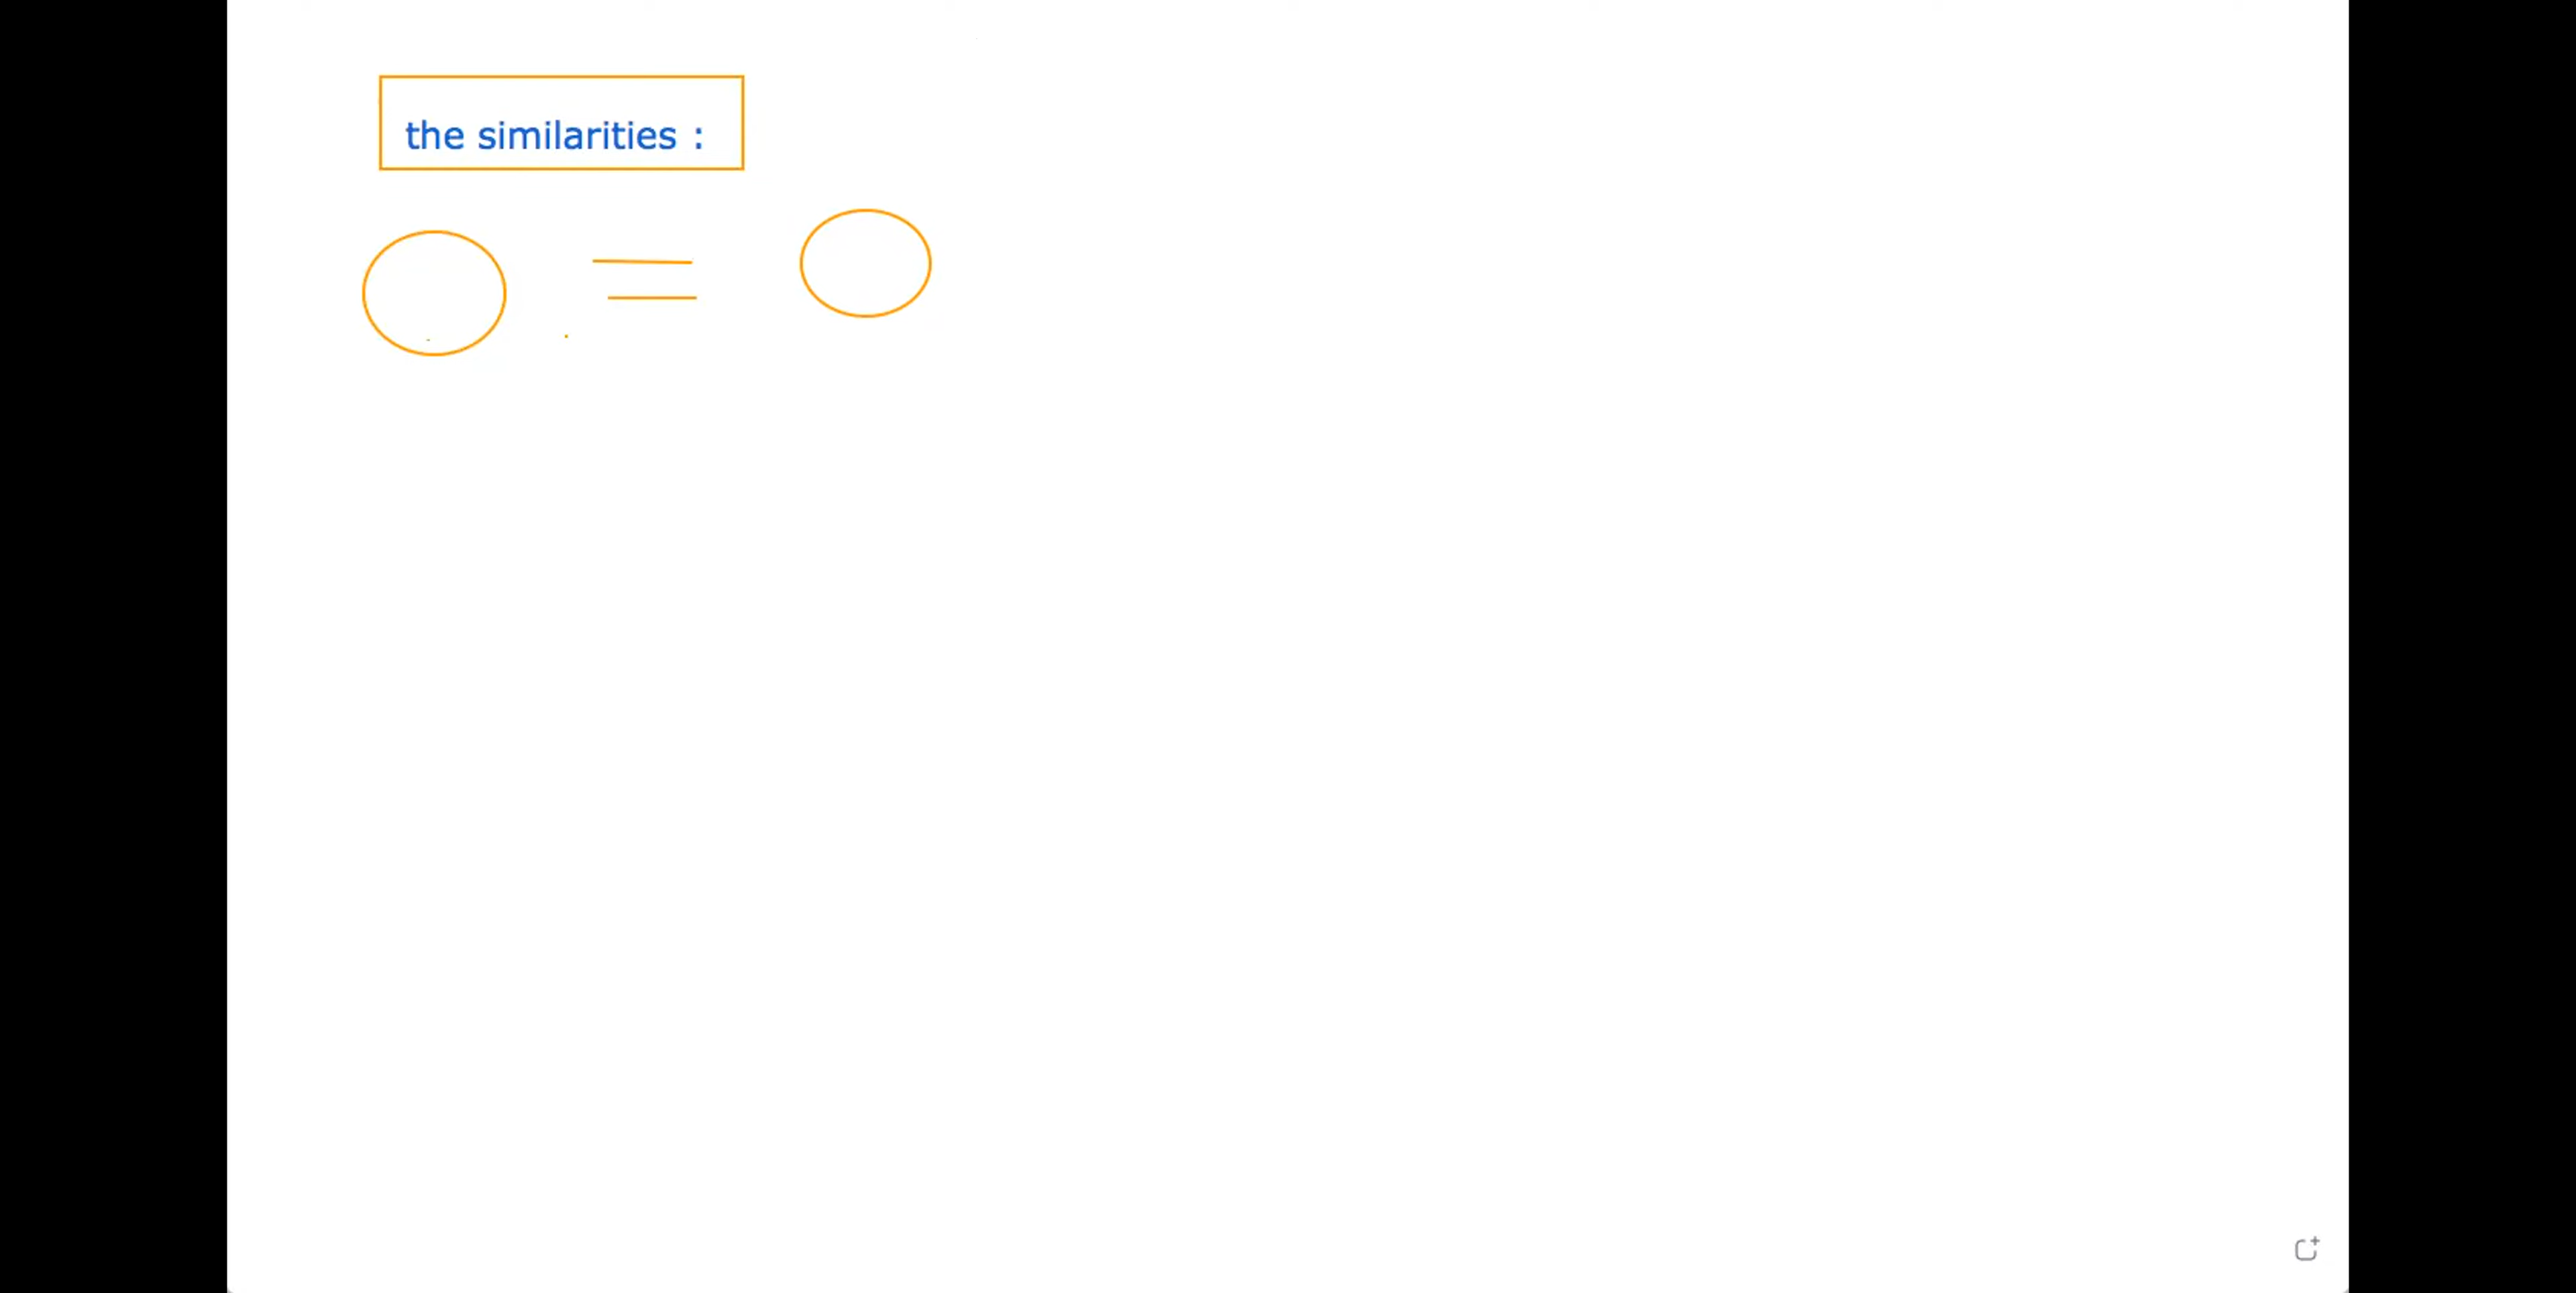 the similarities :